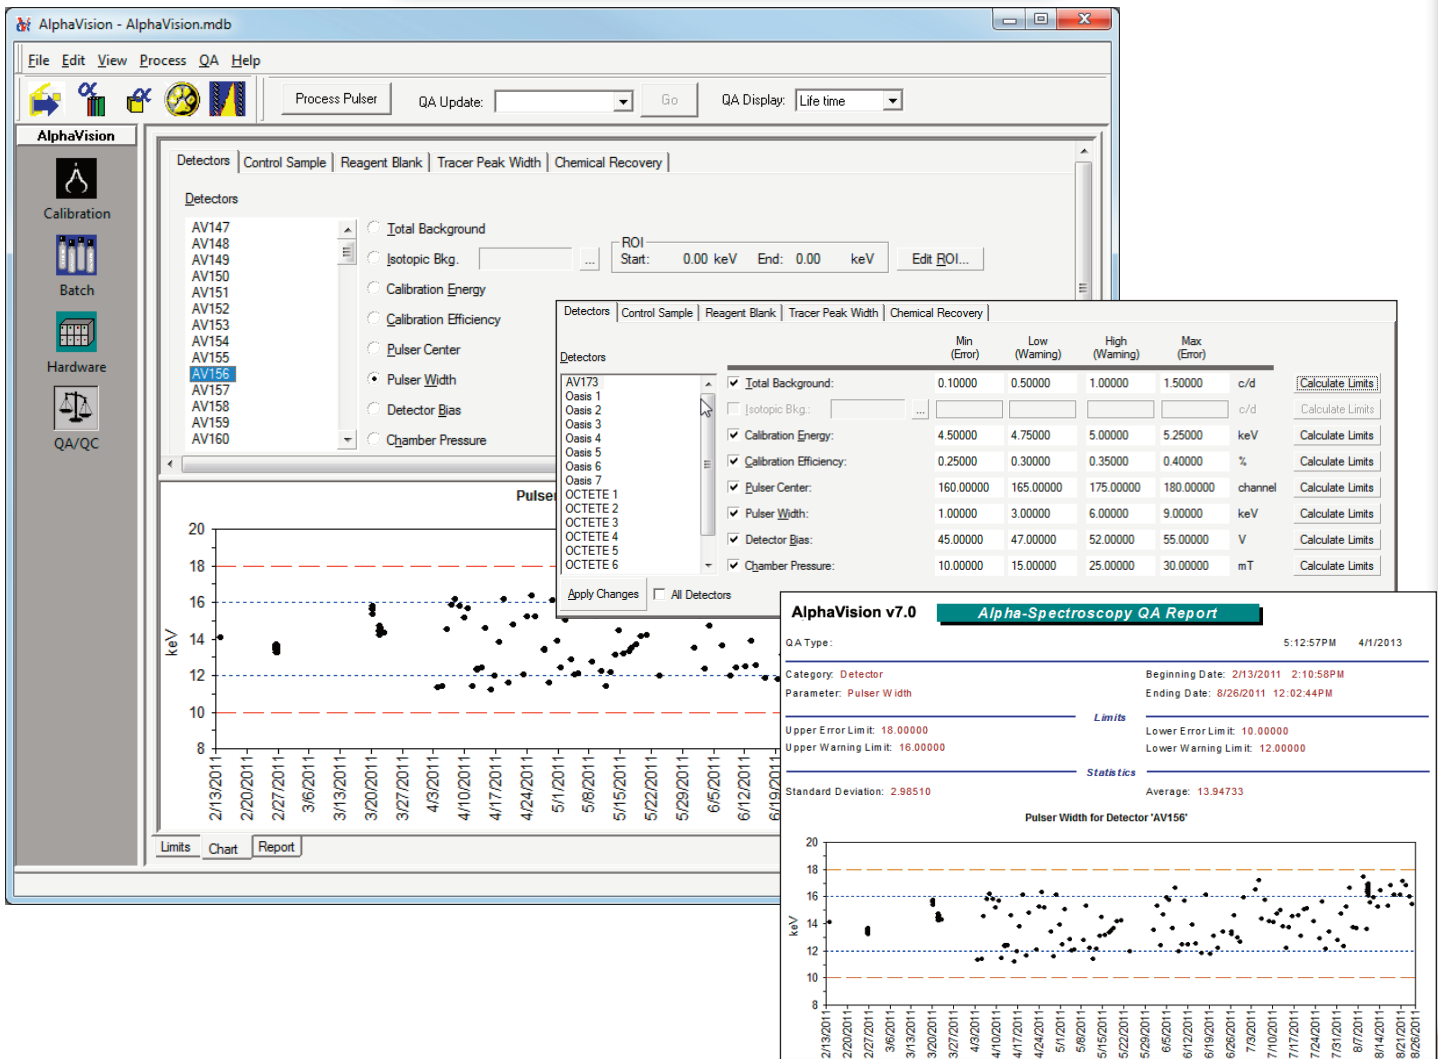 AlphaVision - AlphaVision.mdb
File Edit View Process QA Help
Process Pulser QA Update: Go QA Display: Life time
AlphaVision
Calibration
Batch
Hardware
QA/QC
Detectors Control Sample Reagent Blank Tracer Peak Width Chemical Recovery
Detectors
AV147
AV148
AV149
AV150
AV151
AV152
AV153
AV154
AV155
AV156
AV157
AV158
AV159
AV160
Total Background
Isotopic Bkg. ...
ROI
Start: 0.00 keV End: 0.00 keV Edit ROI...
Calibration Energy
Calibration Efficiency
Pulser Center
Pulser Width
Detector Bias
Chamber Pressure
Pulser
keV
20
18
16
14
12
10
8
2/13/2011 2/20/2011 2/27/2011 3/6/2011 3/13/2011 3/20/2011 3/27/2011 4/3/2011 4/10/2011 4/17/2011 4/24/2011 5/1/2011 5/8/2011 5/15/2011 5/22/2011 5/29/2011 6/5/2011 6/12/2011 6/19/2011
Limits Chart Report
Detectors Control Sample Reagent Blank Tracer Peak Width Chemical Recovery
Min (Error) Low (Warning) High (Warning) Max (Error)
Detectors
AV173
Oasis 1
Oasis 2
Oasis 3
Oasis 4
Oasis 5
Oasis 6
Oasis 7
OCTETE 1
OCTETE 2
OCTETE 3
OCTETE 4
OCTETE 5
OCTETE 6
Total Background: 0.10000 0.50000 1.00000 1.50000 c/d Calculate Limits
Isotopic Bkg.: ... c/d Calculate Limits
Calibration Energy: 4.50000 4.75000 5.00000 5.25000 keV Calculate Limits
Calibration Efficiency: 0.25000 0.30000 0.35000 0.40000 % Calculate Limits
Pulser Center: 160.00000 165.00000 175.00000 180.00000 channel Calculate Limits
Pulser Width: 1.00000 3.00000 6.00000 9.00000 keV Calculate Limits
Detector Bias: 45.00000 47.00000 52.00000 55.00000 V Calculate Limits
Chamber Pressure: 10.00000 15.00000 25.00000 30.00000 mT Calculate Limits
Apply Changes All Detectors
AlphaVision v7.0 Alpha-Spectroscopy QA Report
QA Type: 5:12:57PM 4/1/2013
Category: Detector Beginning Date: 2/13/2011 2:10:58PM
Parameter: Pulser Width Ending Date: 8/26/2011 12:02:44PM
Limits
Upper Error Limit: 18.00000 Lower Error Limit: 10.00000
Upper Warning Limit: 16.00000 Lower Warning Limit: 12.00000
Statistics
Standard Deviation: 2.98510 Average: 13.94733
Pulser Width for Detector 'AV156'
keV
20
18
16
14
12
10
8
2/13/2011 2/20/2011 2/27/2011 3/6/2011 3/13/2011 3/20/2011 3/27/2011 4/3/2011 4/10/2011 4/17/2011 4/24/2011 5/1/2011 5/8/2011 5/15/2011 5/22/2011 5/29/2011 6/5/2011 6/12/2011 6/19/2011 6/26/2011 7/3/2011 7/10/2011 7/17/2011 7/24/2011 7/31/2011 8/7/2011 8/14/2011 8/21/2011 8/26/2011